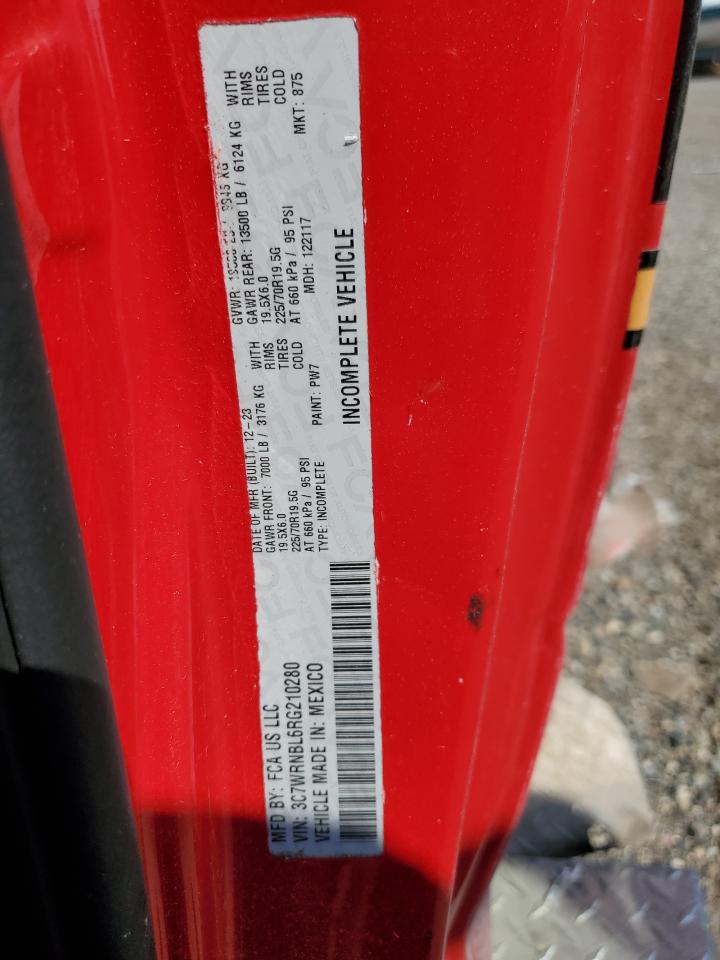 MFD BY: FCA US LLC
VIN: 3C7WRNBL6RG210280
VEHICLE MADE IN: MEXICO
DATE OF MFR (BUILT): 12-23
GAWR FRONT: 7000 LB / 3176 KG WITH
19.5X6.0 RIMS
225/70R19.5G TIRES
AT 660 kPa / 95 PSI COLD
TYPE: INCOMPLETE PAINT: PW7
GVWR:
GAWR REAR: 13500 LB / 6124 KG WITH
19.5X6.0 RIMS
225/70R19.5G TIRES
AT 660 kPa / 95 PSI COLD
MDH: 122117 MKT: 875
INCOMPLETE VEHICLE